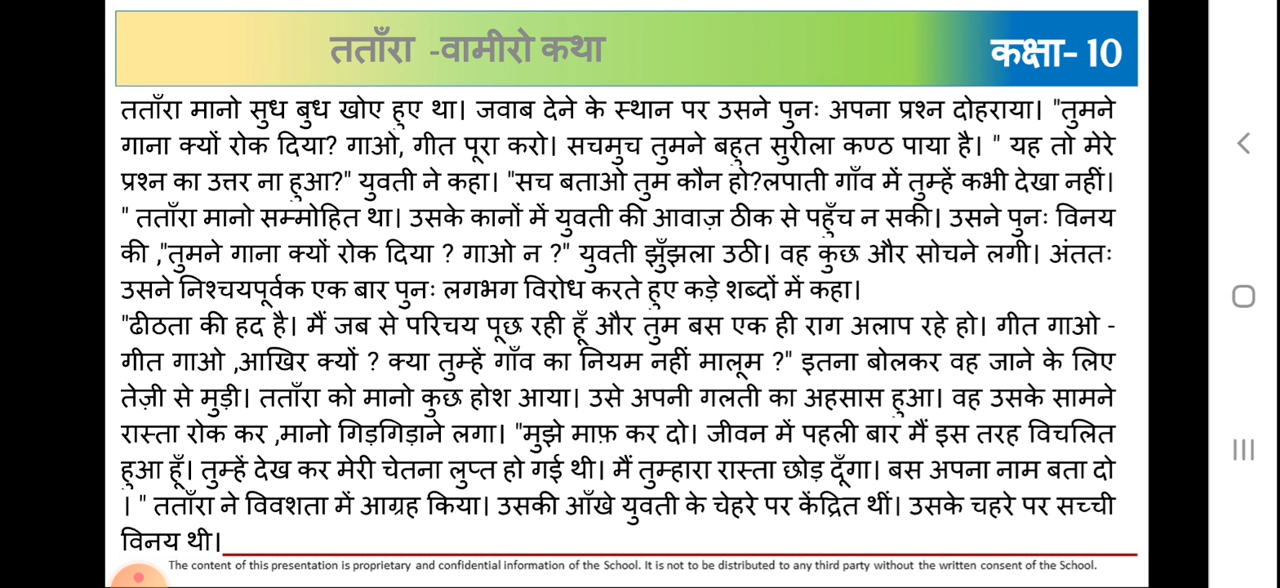 तताँरा -वामीरो कथा
कक्षा- 10
तताँरा मानो सुध बुध खोए हुए था। जवाब देने के स्थान पर उसने पुनः अपना प्रश्न दोहराया। "तुमने
गाना क्यों रोक दिया? गाओ, गीत पूरा करो। सचमुच तुमने बहुत सुरीला कण्ठ पाया है। " यह तो मेरे
प्रश्न का उत्तर ना हुआ?" युवती ने कहा। "सच बताओ तुम कौन हो?लपाती गाँव में तुम्हें कभी देखा नहीं।
" तताँरा मानो सम्मोहित था। उसके कानों में युवती की आवाज़ ठीक से पहुँच न सकी। उसने पुनः विनय
की ,"तुमने गाना क्यों रोक दिया ? गाओ न ?" युवती झुँझला उठी। वह कुछ और सोचने लगी। अंततः
उसने निश्चयपूर्वक एक बार पुनः लगभग विरोध करते हुए कड़े शब्दों में कहा।
"ढीठता की हद है। मैं जब से परिचय पूछ रही हूँ और तुम बस एक ही राग अलाप रहे हो। गीत गाओ -
गीत गाओ ,आखिर क्यों ? क्या तुम्हें गाँव का नियम नहीं मालूम ?" इतना बोलकर वह जाने के लिए
तेज़ी से मुड़ी। तताँरा को मानो कुछ होश आया। उसे अपनी गलती का अहसास हुआ। वह उसके सामने
रास्ता रोक कर ,मानो गिड़गिड़ाने लगा। "मुझे माफ़ कर दो। जीवन में पहली बार मैं इस तरह विचलित
हुआ हूँ। तुम्हें देख कर मेरी चेतना लुप्त हो गई थी। मैं तुम्हारा रास्ता छोड़ दूँगा। बस अपना नाम बता दो
। " तताँरा ने विवशता में आग्रह किया। उसकी आँखे युवती के चेहरे पर केंद्रित थीं। उसके चहरे पर सच्ची
विनय थी।
The content of this presentation is proprietary and confidential information of the School. It is not to be distributed to any third party without the written consent of the School.